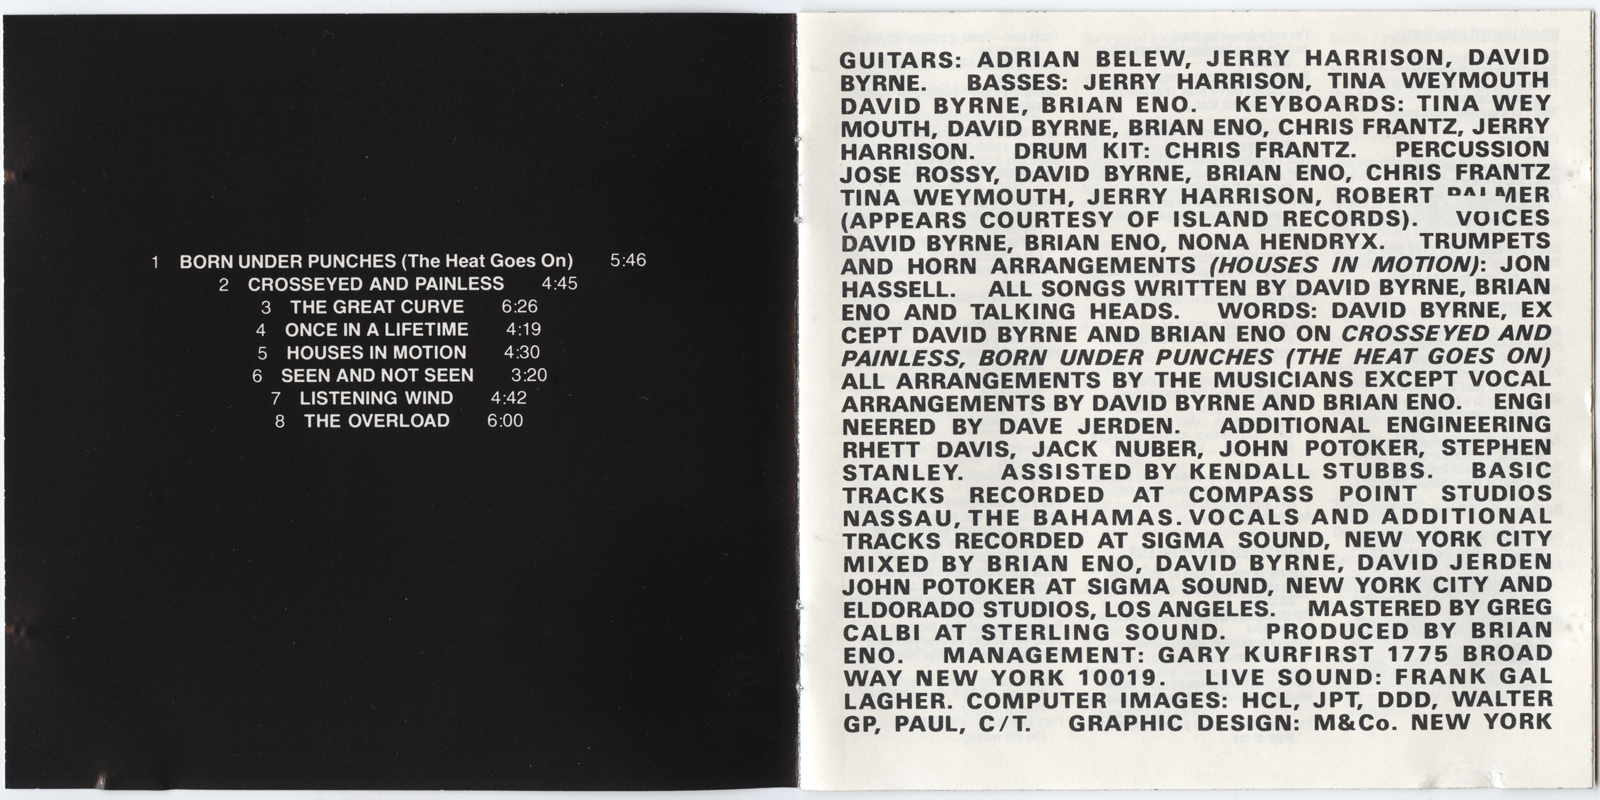 1 BORN UNDER PUNCHES (The Heat Goes On) 5:46
2 CROSSEYED AND PAINLESS 4:45
3 THE GREAT CURVE 6:26
4 ONCE IN A LIFETIME 4:19
5 HOUSES IN MOTION 4:30
6 SEEN AND NOT SEEN 3:20
7 LISTENING WIND 4:42
8 THE OVERLOAD 6:00
GUITARS: ADRIAN BELEW, JERRY HARRISON, DAVID
BYRNE. BASSES: JERRY HARRISON, TINA WEYMOUTH
DAVID BYRNE, BRIAN ENO. KEYBOARDS: TINA WEY
MOUTH, DAVID BYRNE, BRIAN ENO, CHRIS FRANTZ, JERRY
HARRISON. DRUM KIT: CHRIS FRANTZ. PERCUSSION
JOSE ROSSY, DAVID BYRNE, BRIAN ENO, CHRIS FRANTZ
TINA WEYMOUTH, JERRY HARRISON, ROBERT PALMER
(APPEARS COURTESY OF ISLAND RECORDS). VOICES
DAVID BYRNE, BRIAN ENO, NONA HENDRYX. TRUMPETS
AND HORN ARRANGEMENTS (HOUSES IN MOTION): JON
HASSELL. ALL SONGS WRITTEN BY DAVID BYRNE, BRIAN
ENO AND TALKING HEADS. WORDS: DAVID BYRNE, EX
CEPT DAVID BYRNE AND BRIAN ENO ON CROSSEYED AND
PAINLESS, BORN UNDER PUNCHES (THE HEAT GOES ON)
ALL ARRANGEMENTS BY THE MUSICIANS EXCEPT VOCAL
ARRANGEMENTS BY DAVID BYRNE AND BRIAN ENO. ENGI
NEERED BY DAVE JERDEN. ADDITIONAL ENGINEERING
RHETT DAVIS, JACK NUBER, JOHN POTOKER, STEPHEN
STANLEY. ASSISTED BY KENDALL STUBBS. BASIC
TRACKS RECORDED AT COMPASS POINT STUDIOS
NASSAU, THE BAHAMAS. VOCALS AND ADDITIONAL
TRACKS RECORDED AT SIGMA SOUND, NEW YORK CITY
MIXED BY BRIAN ENO, DAVID BYRNE, DAVID JERDEN
JOHN POTOKER AT SIGMA SOUND, NEW YORK CITY AND
ELDORADO STUDIOS, LOS ANGELES. MASTERED BY GREG
CALBI AT STERLING SOUND. PRODUCED BY BRIAN
ENO. MANAGEMENT: GARY KURFIRST 1775 BROAD
WAY NEW YORK 10019. LIVE SOUND: FRANK GAL
LAGHER. COMPUTER IMAGES: HCL, JPT, DDD, WALTER
GP, PAUL, C/T. GRAPHIC DESIGN: M&Co. NEW YORK